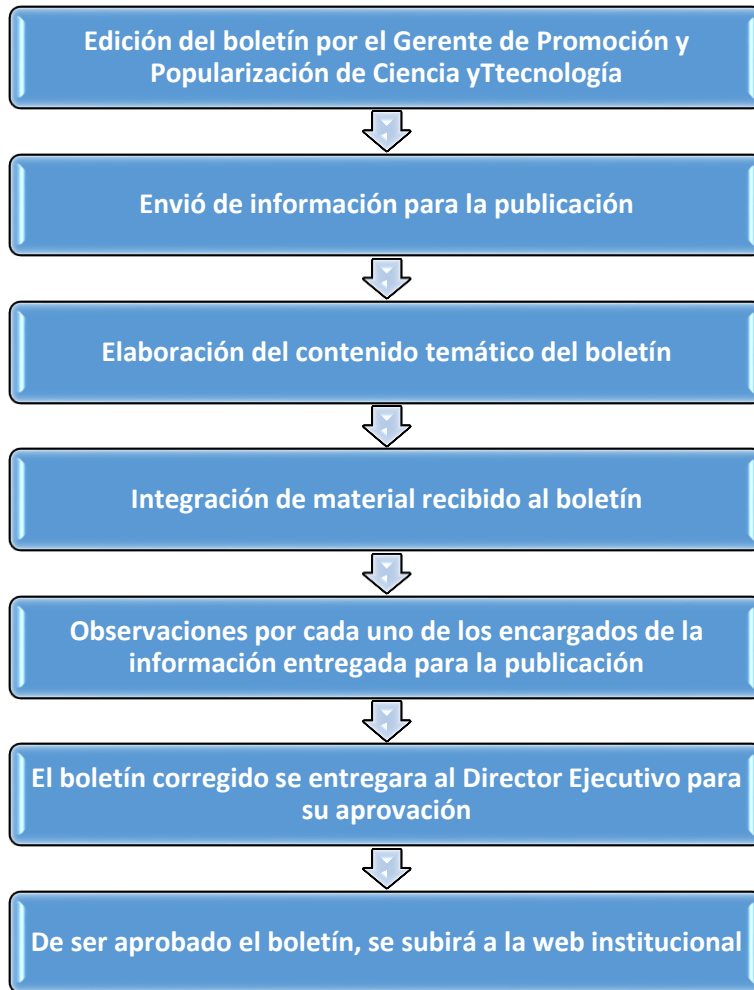 Edición del boletín por el Gerente de Promoción y
Popularización de Ciencia yTtecnología
Envió de información para la publicación
Elaboración del contenido temático del boletín
Integración de material recibido al boletín
Observaciones por cada uno de los encargados de la
información entregada para la publicación
El boletín corregido se entregara al Director Ejecutivo para
su aprovación
De ser aprobado el boletín, se subirá a la web institucional